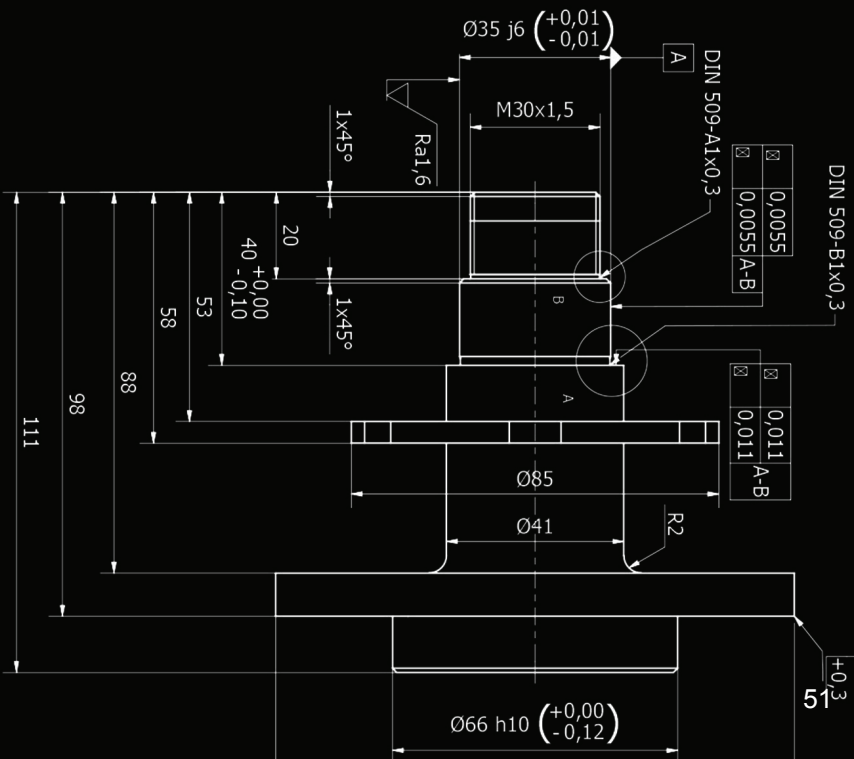 Ø35 j6 (+0,01
-0,01)
A
DIN 509-A1x0,3
DIN 509-B1x0,3
M30x1,5
Ra1,6
1x45°
0,0055
0,0055 A-B
20
40 +0,00
-0,10
1x45°
B
53
58
A
0,011
0,011 A-B
88
98
111
Ø85
Ø41
R2
+0,3
51
Ø66 h10 (+0,00
-0,12)